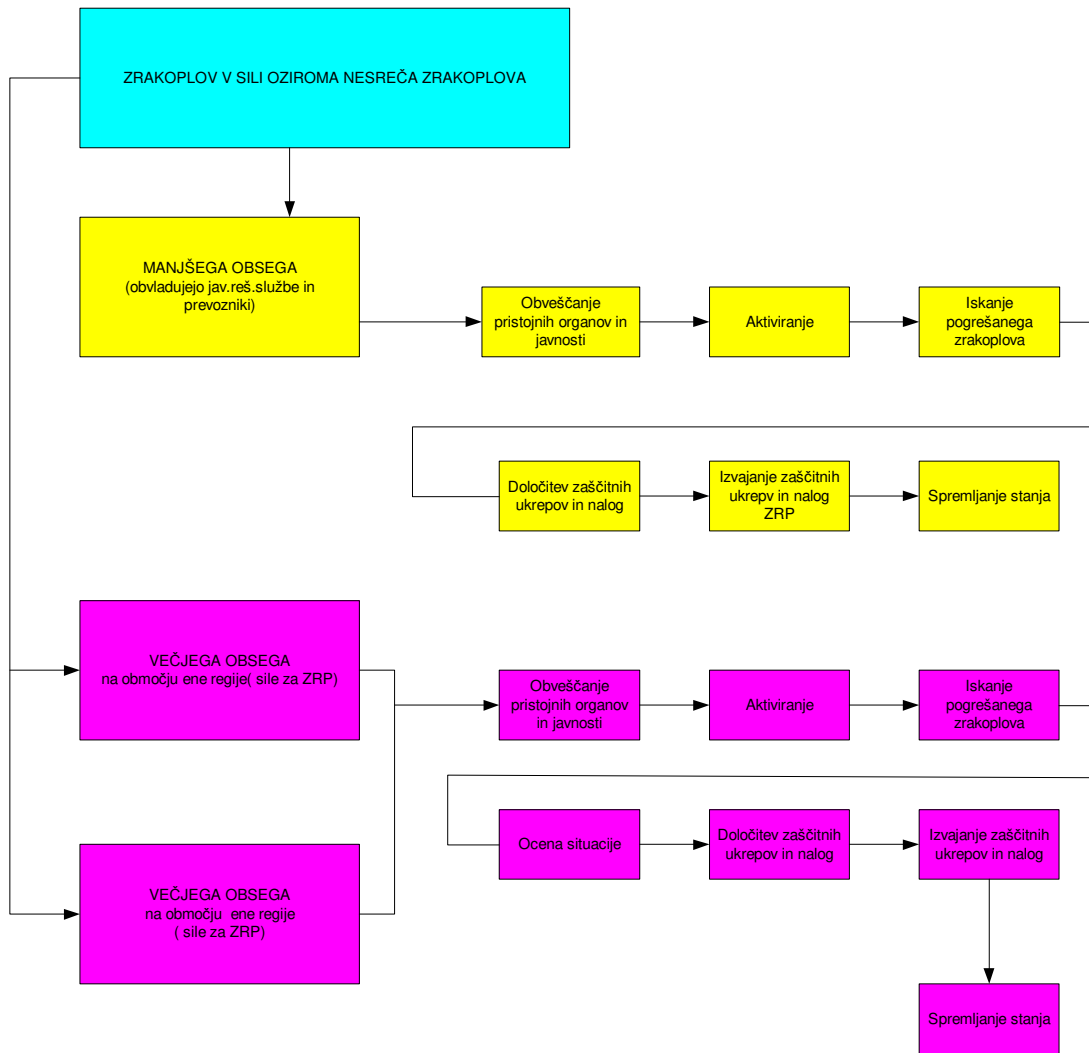 ZRAKOPLOV V SILI OZIROMA NESREČA ZRAKOPLOVA
MANJŠEGA OBSEGA
(obvladujejo jav.reš.službe in
prevozniki)
Obveščanje
pristojnih organov in
javnosti
Aktiviranje
Iskanje
pogrešanega
zrakoplova
Določitev zaščitnih
ukrepov in nalog
Izvajanje zaščitnih
ukrepv in nalog
ZRP
Spremljanje stanja
VEČJEGA OBSEGA
na območju ene regije( sile za ZRP)
Obveščanje
pristojnih organov
in javnosti
Aktiviranje
Iskanje
pogrešanega
zrakoplova
Ocena situacije
Določitev zaščitnih
ukrepov in nalog
Izvajanje zaščitnih
ukrepov in nalog
VEČJEGA OBSEGA
na območju ene regije
( sile za ZRP)
Spremljanje stanja